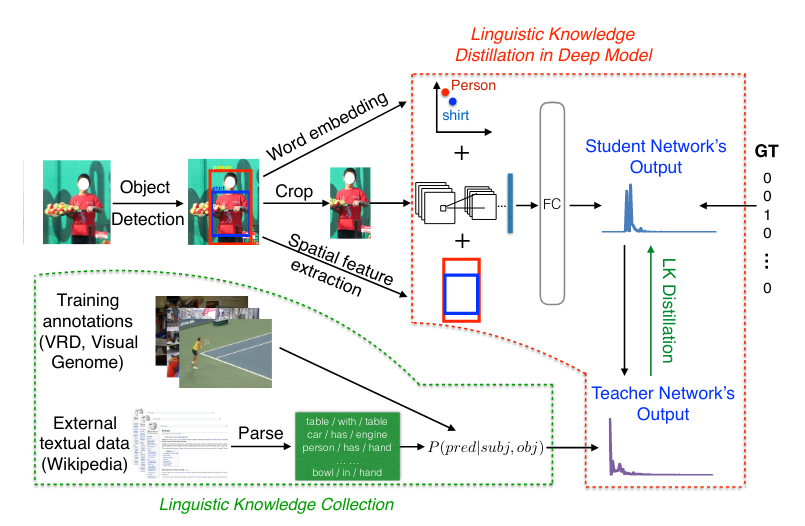 Linguistic Knowledge
Distillation in Deep Model
Person
shirt
Word embedding
+
Student Network's
Output
GT
0
0
1
0
...
0
person
shirt
Object
Detection
Crop
...
FC
+
Spatial feature
extraction
LK Distillation
Training
annotations
(VRD, Visual
Genome)
Teacher Network's
Output
External
textual data
(Wikipedia)
Parse
table / with / table
car / has / engine
person / has / hand
... ...
bowl / in / hand
P(pred|subj, obj)
Linguistic Knowledge Collection